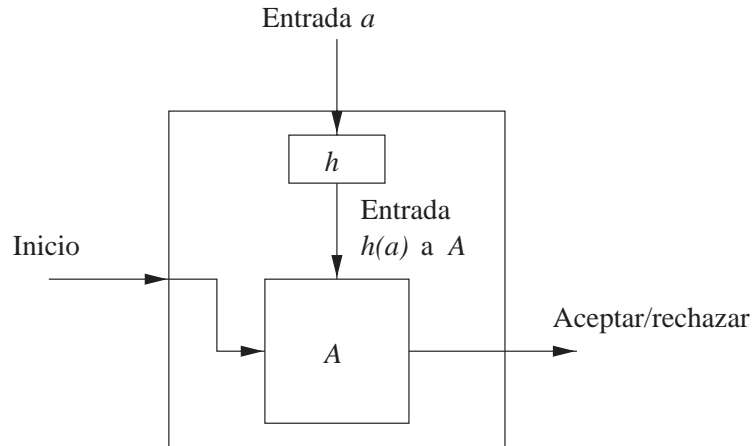 Entrada a
h
Entrada
h(a) a A
Inicio
Aceptar/rechazar
A